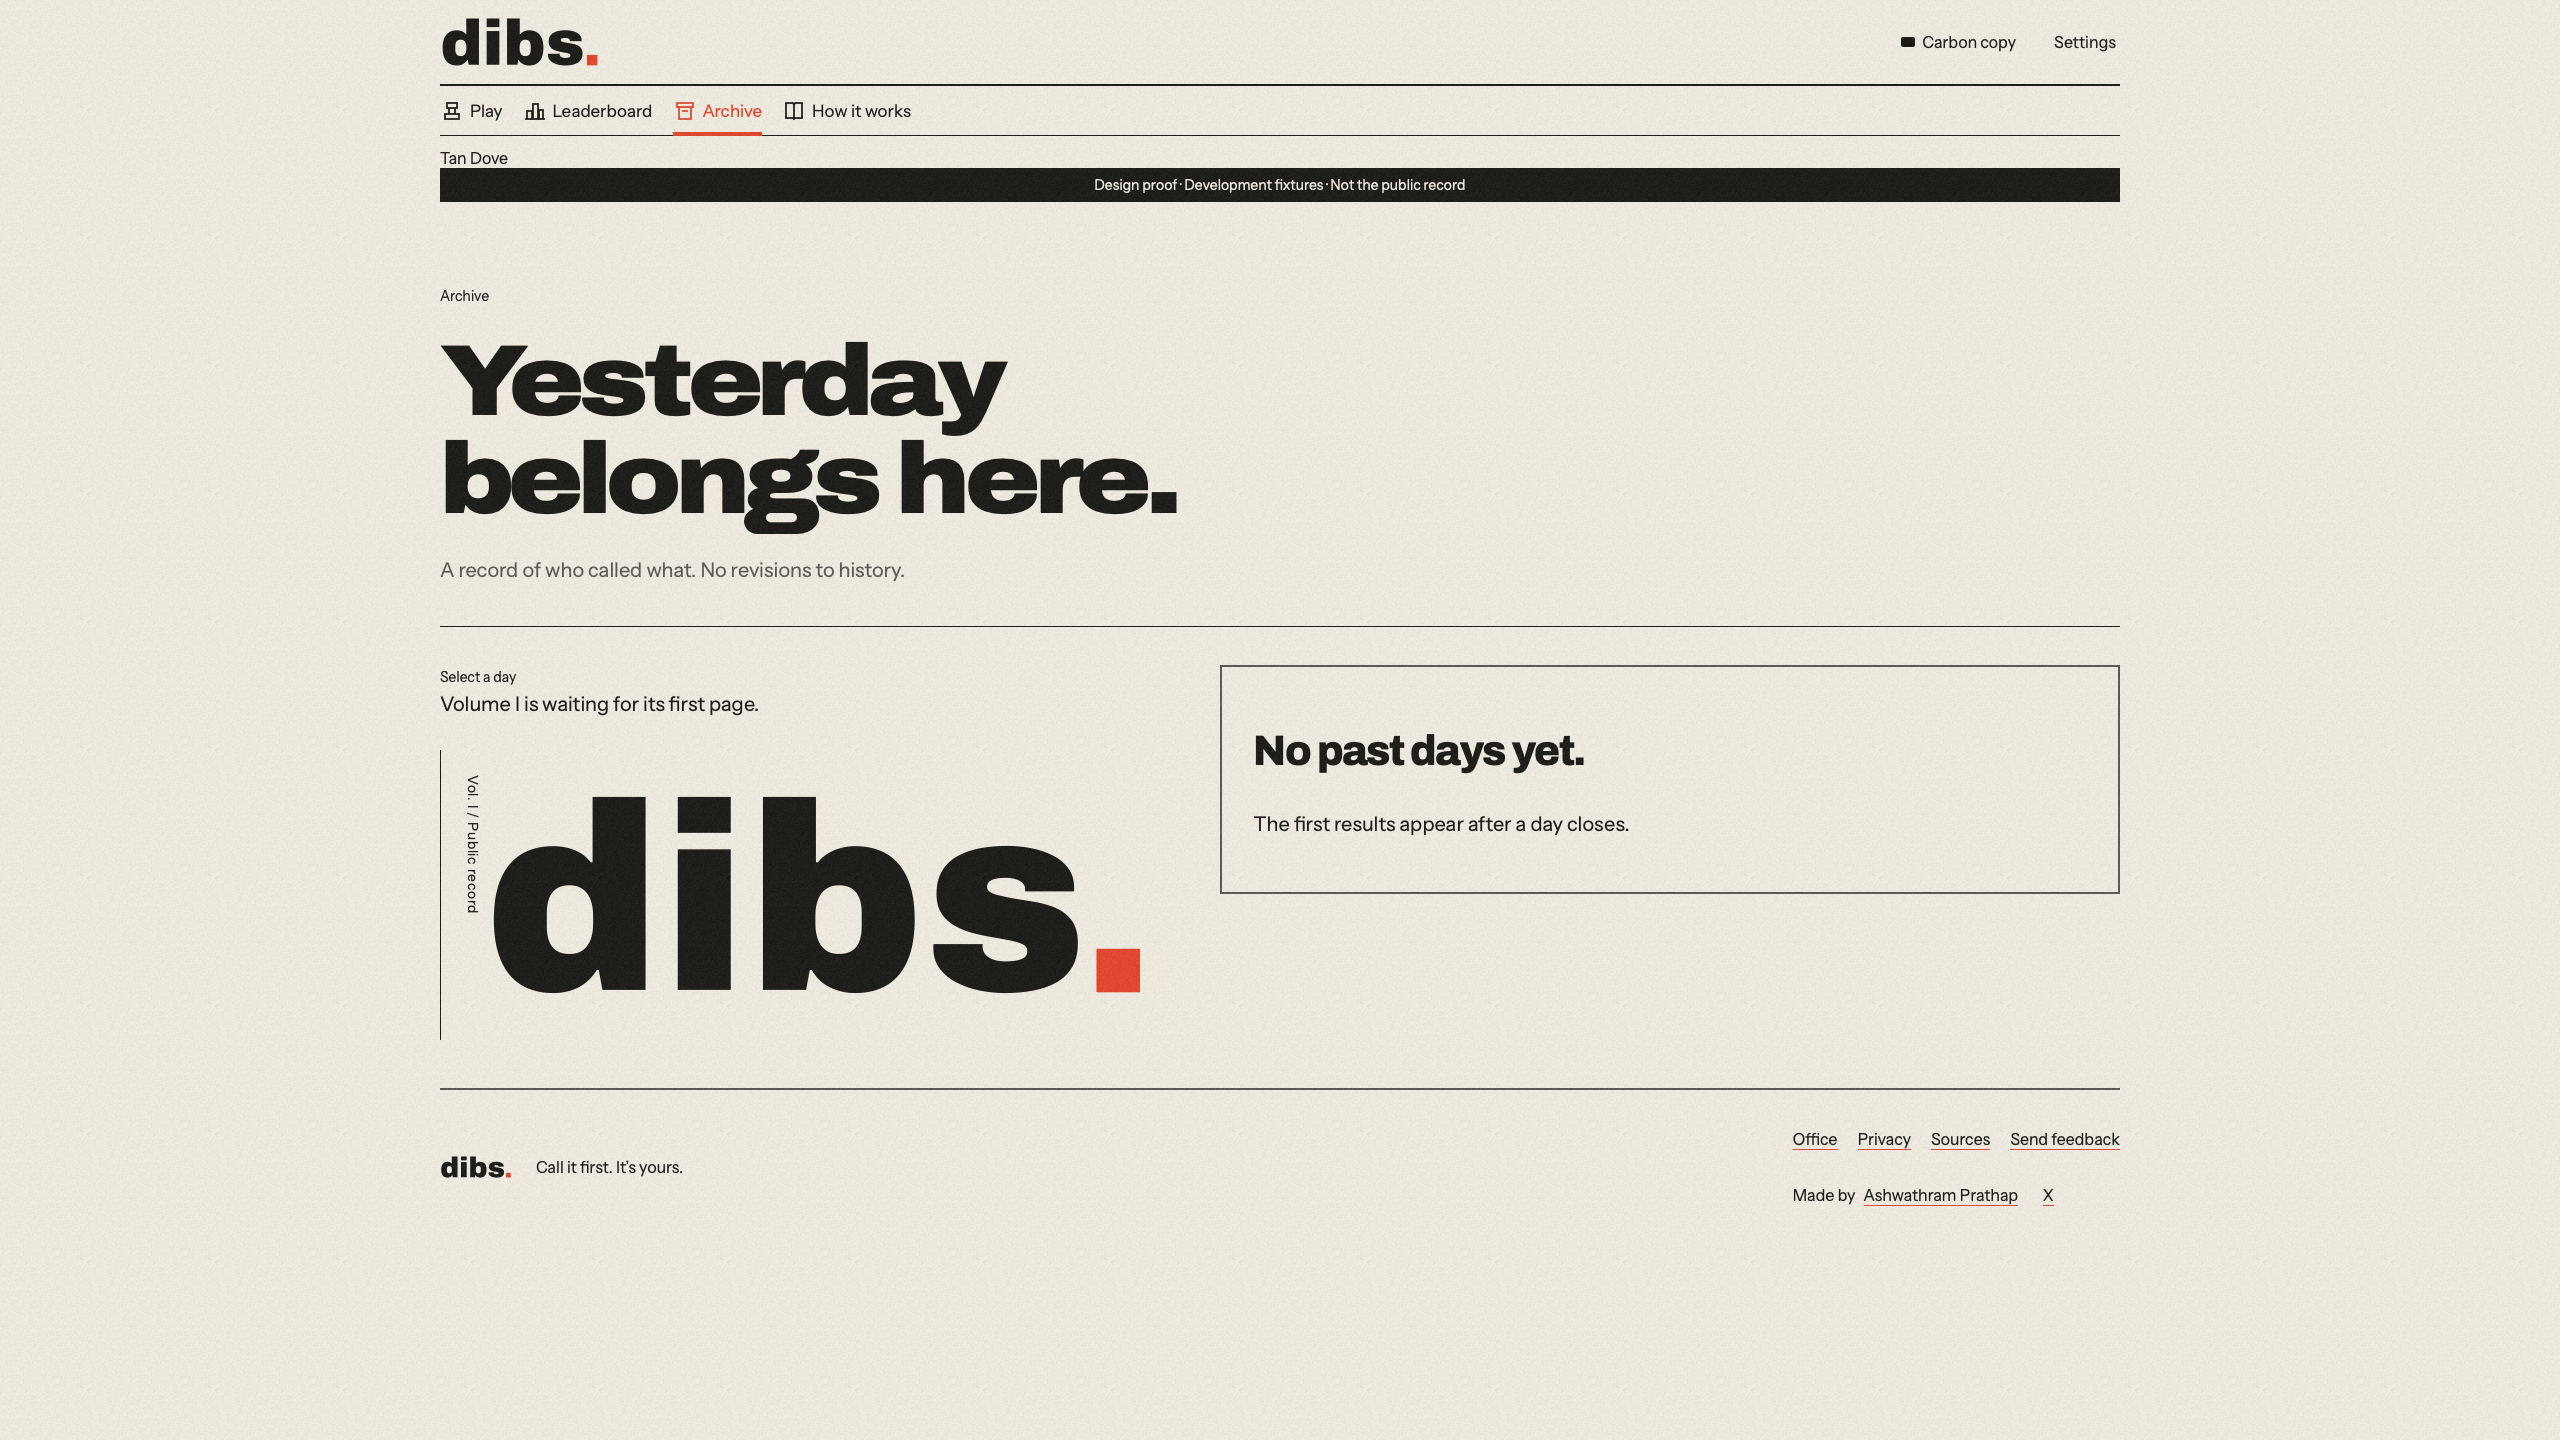 dibs.
Carbon copy Settings
Play Leaderboard Archive How it works
Tan Dove
Design proof · Development fixtures · Not the public record
Archive
Yesterday
belongs here.
A record of who called what. No revisions to history.
Select a day
Volume I is waiting for its first page.
Vol. I / Public record
dibs.
No past days yet.
The first results appear after a day closes.
dibs.
Call it first. It's yours.
Office Privacy Sources Send feedback
Made by Ashwathram Prathap X